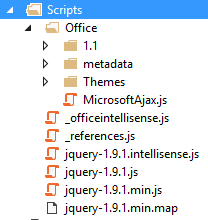 Scripts
Office
1.1
metadata
Themes
MicrosoftAjax.js
_officeintellisense.js
_references.js
jquery-1.9.1.intellisense.js
jquery-1.9.1.js
jquery-1.9.1.min.js
jquery-1.9.1.min.map